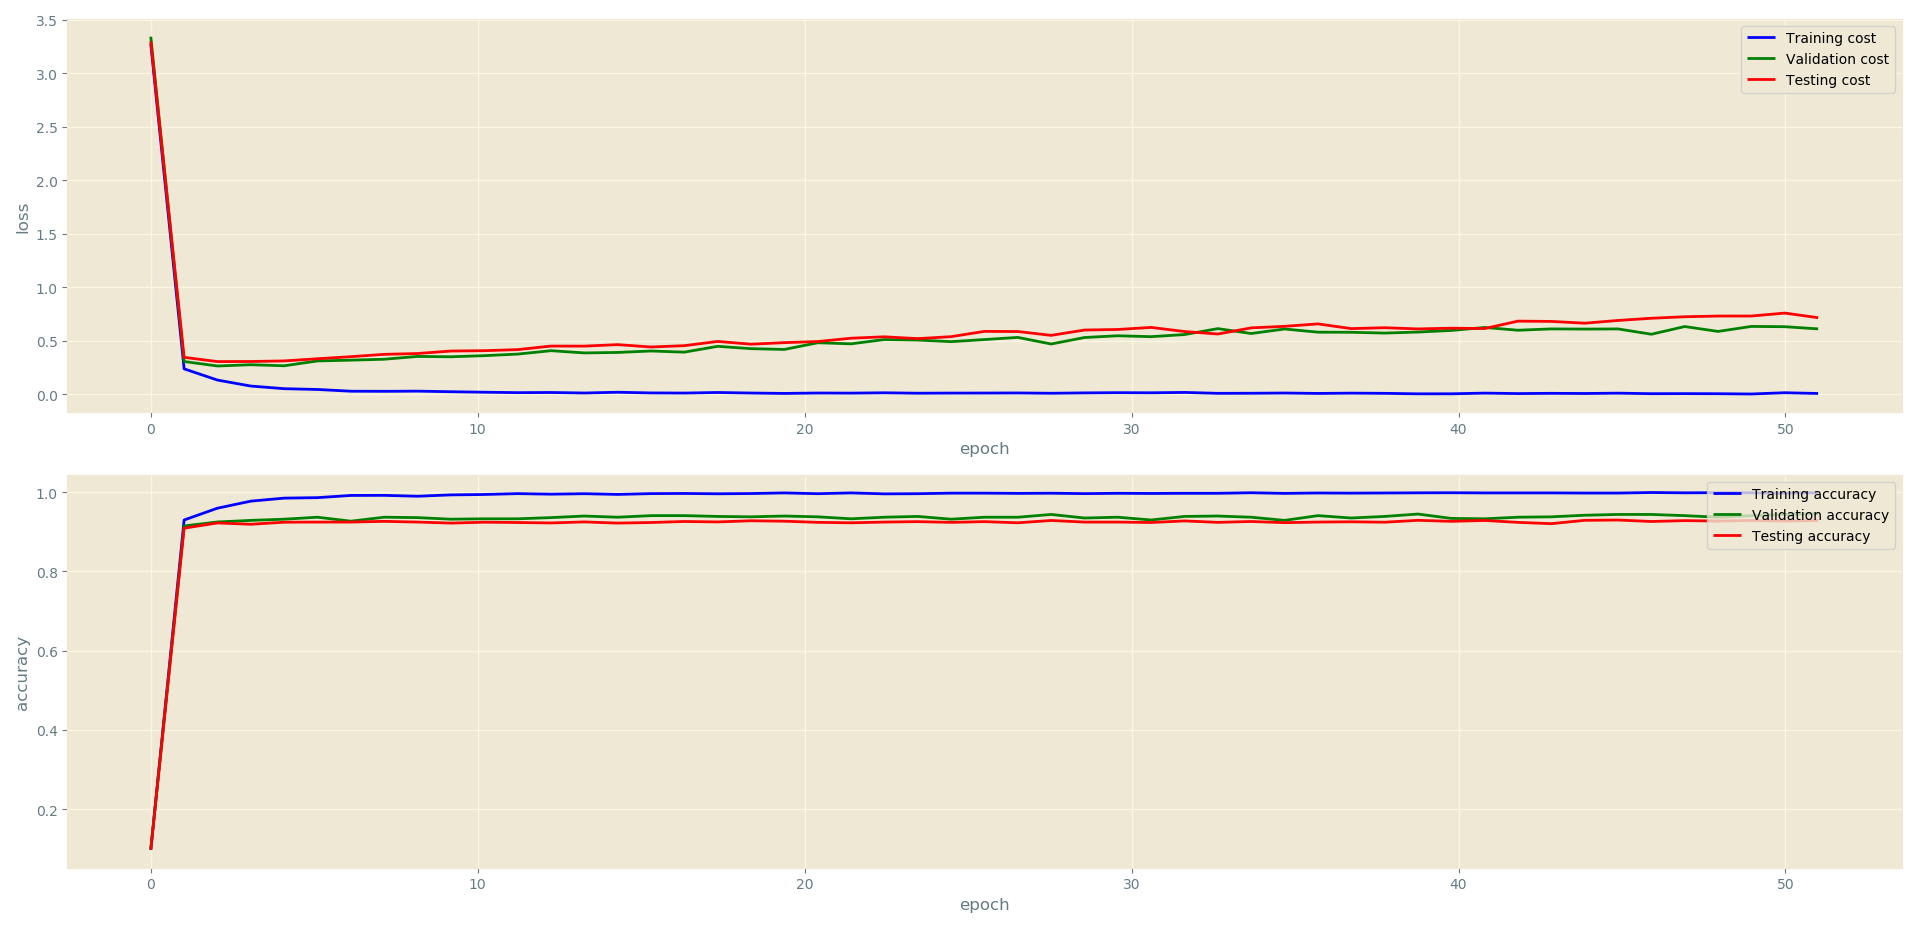 3.5
3.0
2.5
2.0
1.5
1.0
0.5
0.0
loss
Training cost
Validation cost
Testing cost
0 10 20 30 40 50
epoch
1.0
0.8
0.6
0.4
0.2
accuracy
Training accuracy
Validation accuracy
Testing accuracy
0 10 20 30 40 50
epoch